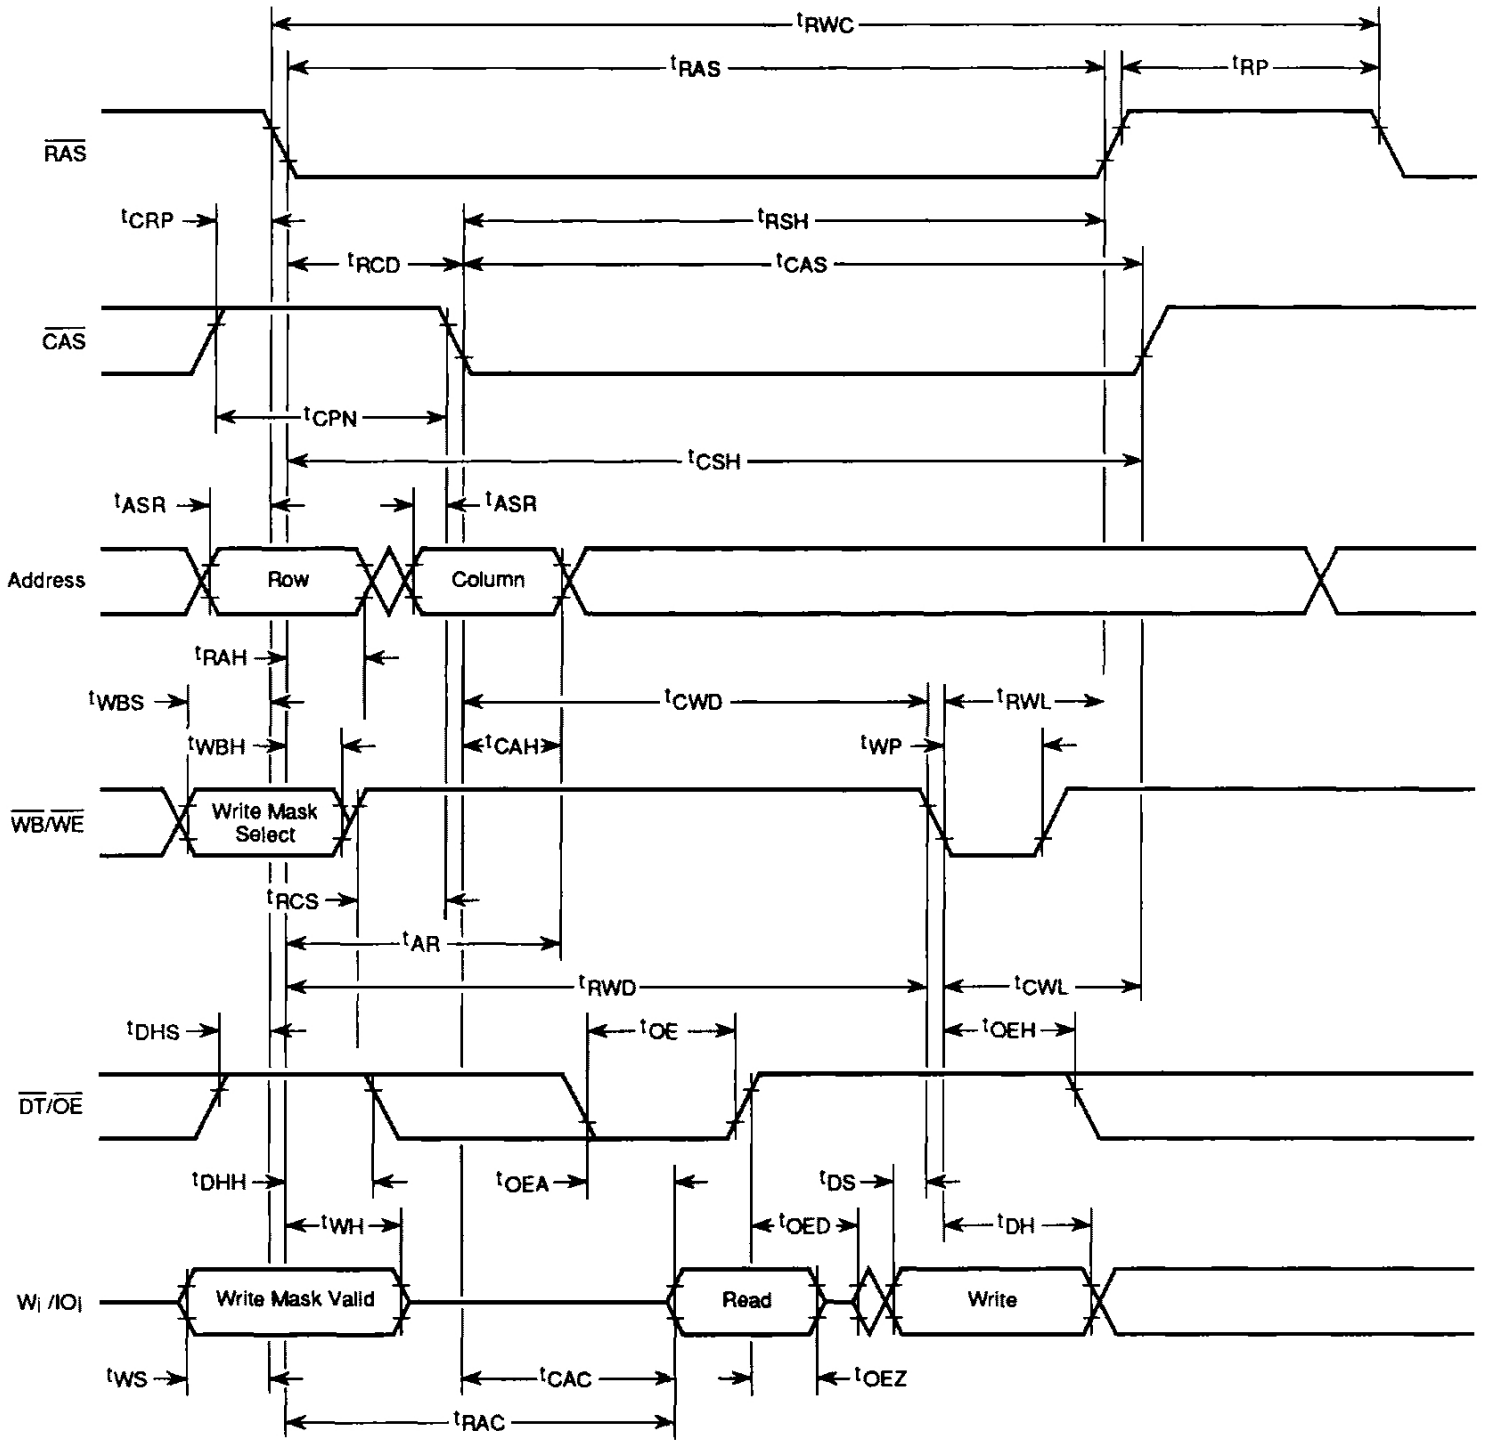 tRWC
tRAS
tRP
RAS
tCRP
tRSH
tRCD
tCAS
CAS
tCPN
tCSH
tASR
tASR
Address
Row
Column
tRAH
tWBS
tCWD
tRWL
tWBH
tCAH
tWP
WB/WE
Write Mask
Select
tRCS
tAR
tRWD
tCWL
tDHS
tOE
tOEH
DT/OE
tDHH
tOEA
tDS
tWH
tOED
tDH
Wi /IOi
Write Mask Valid
Read
Write
tWS
tCAC
tOEZ
tRAC